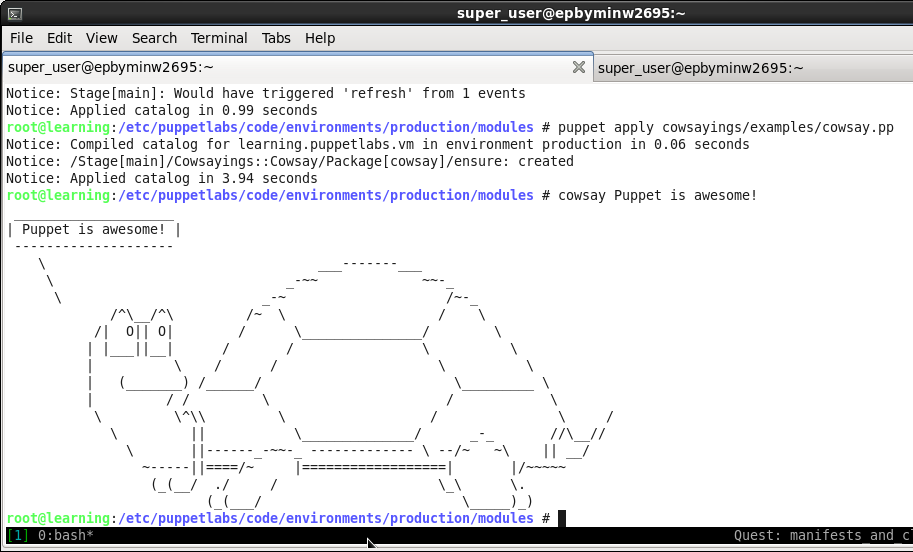 super_user@epbyminw2695:~
File Edit View Search Terminal Tabs Help
super_user@epbyminw2695:~ super_user@epbyminw2695:~
Notice: Stage[main]: Would have triggered 'refresh' from 1 events
Notice: Applied catalog in 0.99 seconds
root@learning:/etc/puppetlabs/code/environments/production/modules # puppet apply cowsayings/examples/cowsay.pp
Notice: Compiled catalog for learning.puppetlabs.vm in environment production in 0.06 seconds
Notice: /Stage[main]/Cowsayings::Cowsay/Package[cowsay]/ensure: created
Notice: Applied catalog in 3.94 seconds
root@learning:/etc/puppetlabs/code/environments/production/modules # cowsay Puppet is awesome!
| Puppet is awesome! |
root@learning:/etc/puppetlabs/code/environments/production/modules #
[1] 0:bash* Quest: manifests_and_c